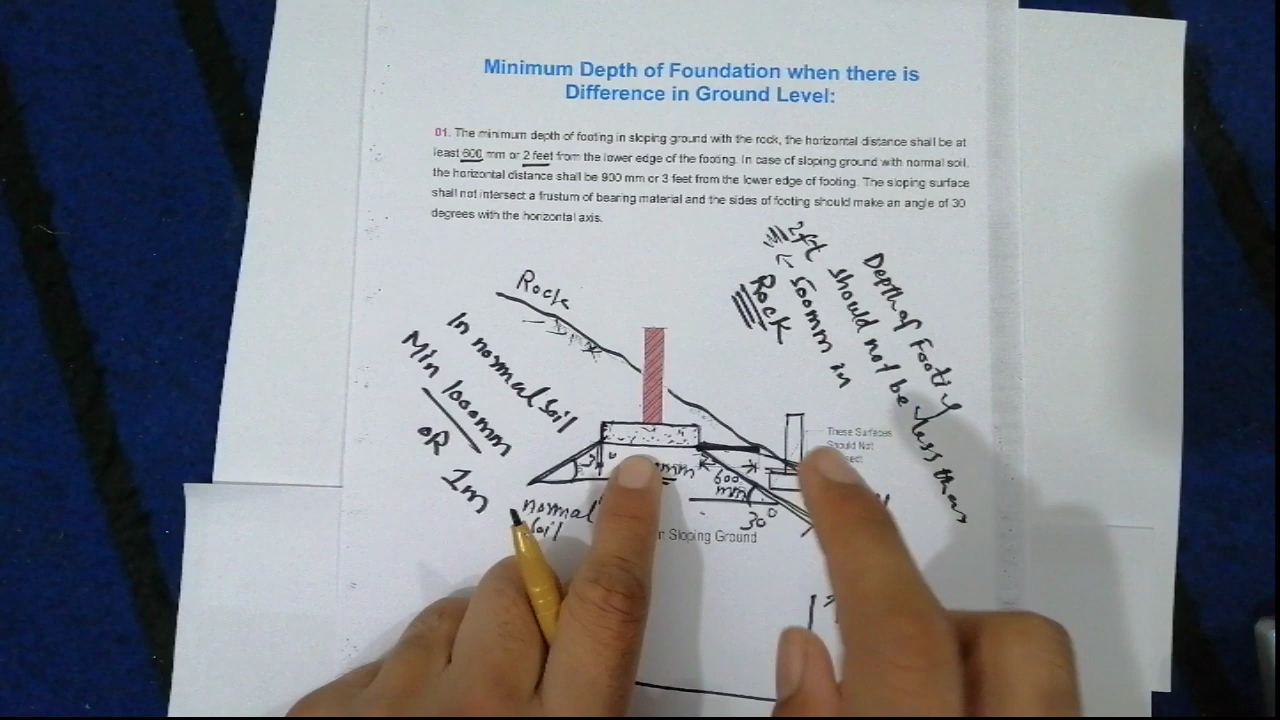 Minimum Depth of Foundation when there is
Difference in Ground Level:
01. The minimum depth of footing in sloping ground with the rock, the horizontal distance shall be at
least 600 mm or 2 feet from the lower edge of the footing. In case of sloping ground with normal soil,
the horizontal distance shall be 900 mm or 3 feet from the lower edge of footing. The sloping surface
shall not intersect a frustum of bearing material and the sides of footing should make an angle of 30
degrees with the horizontal axis.
Depth of Footing
should not be less than
2ft
500mm in
Rock
Rock
In normal soil
Min 1000mm
OR
1m
These Surfaces
Should Not
mm
600
mm
30°
normal
soil
n Sloping Ground